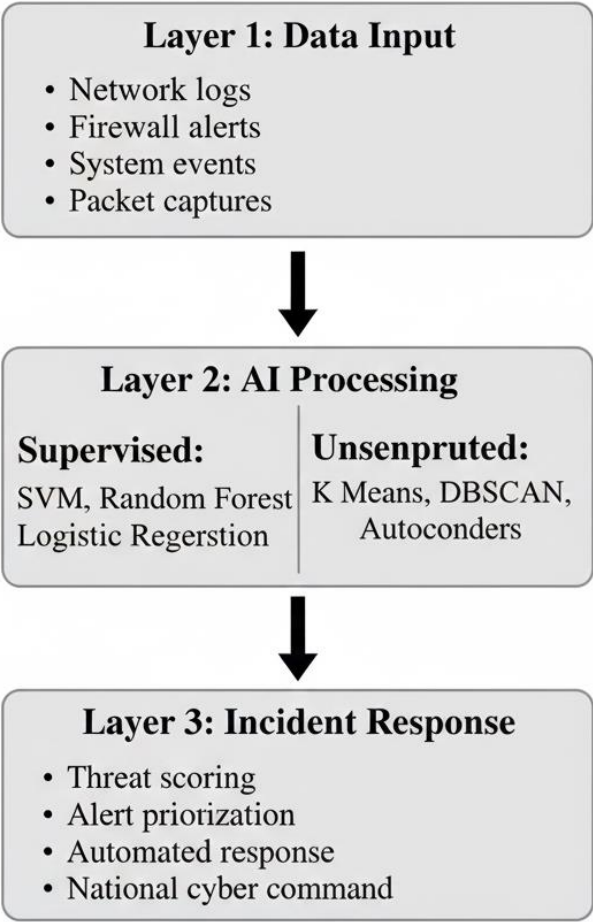 Layer 1: Data Input
• Network logs
• Firewall alerts
• System events
• Packet captures
Layer 2: AI Processing
Supervised:
SVM, Random Forest
Logistic Regerstion
Unsenpruted:
K Means, DBSCAN,
Autoconders
Layer 3: Incident Response
• Threat scoring
• Alert priorization
• Automated response
• National cyber command